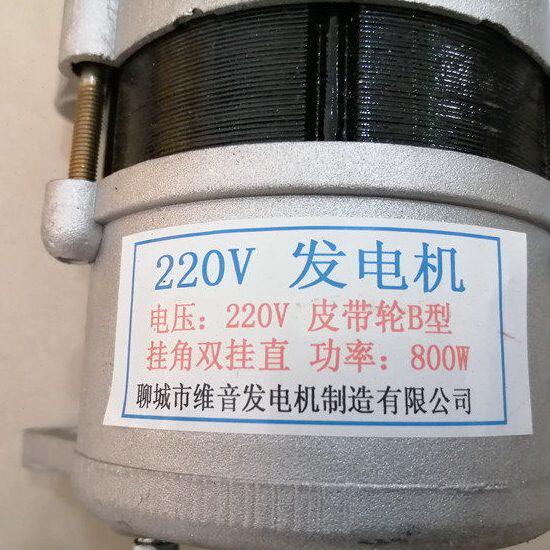 220V 发电机
电压：220V 皮带轮B型
挂角双挂直 功率：800W
聊城市维音发电机制造有限公司